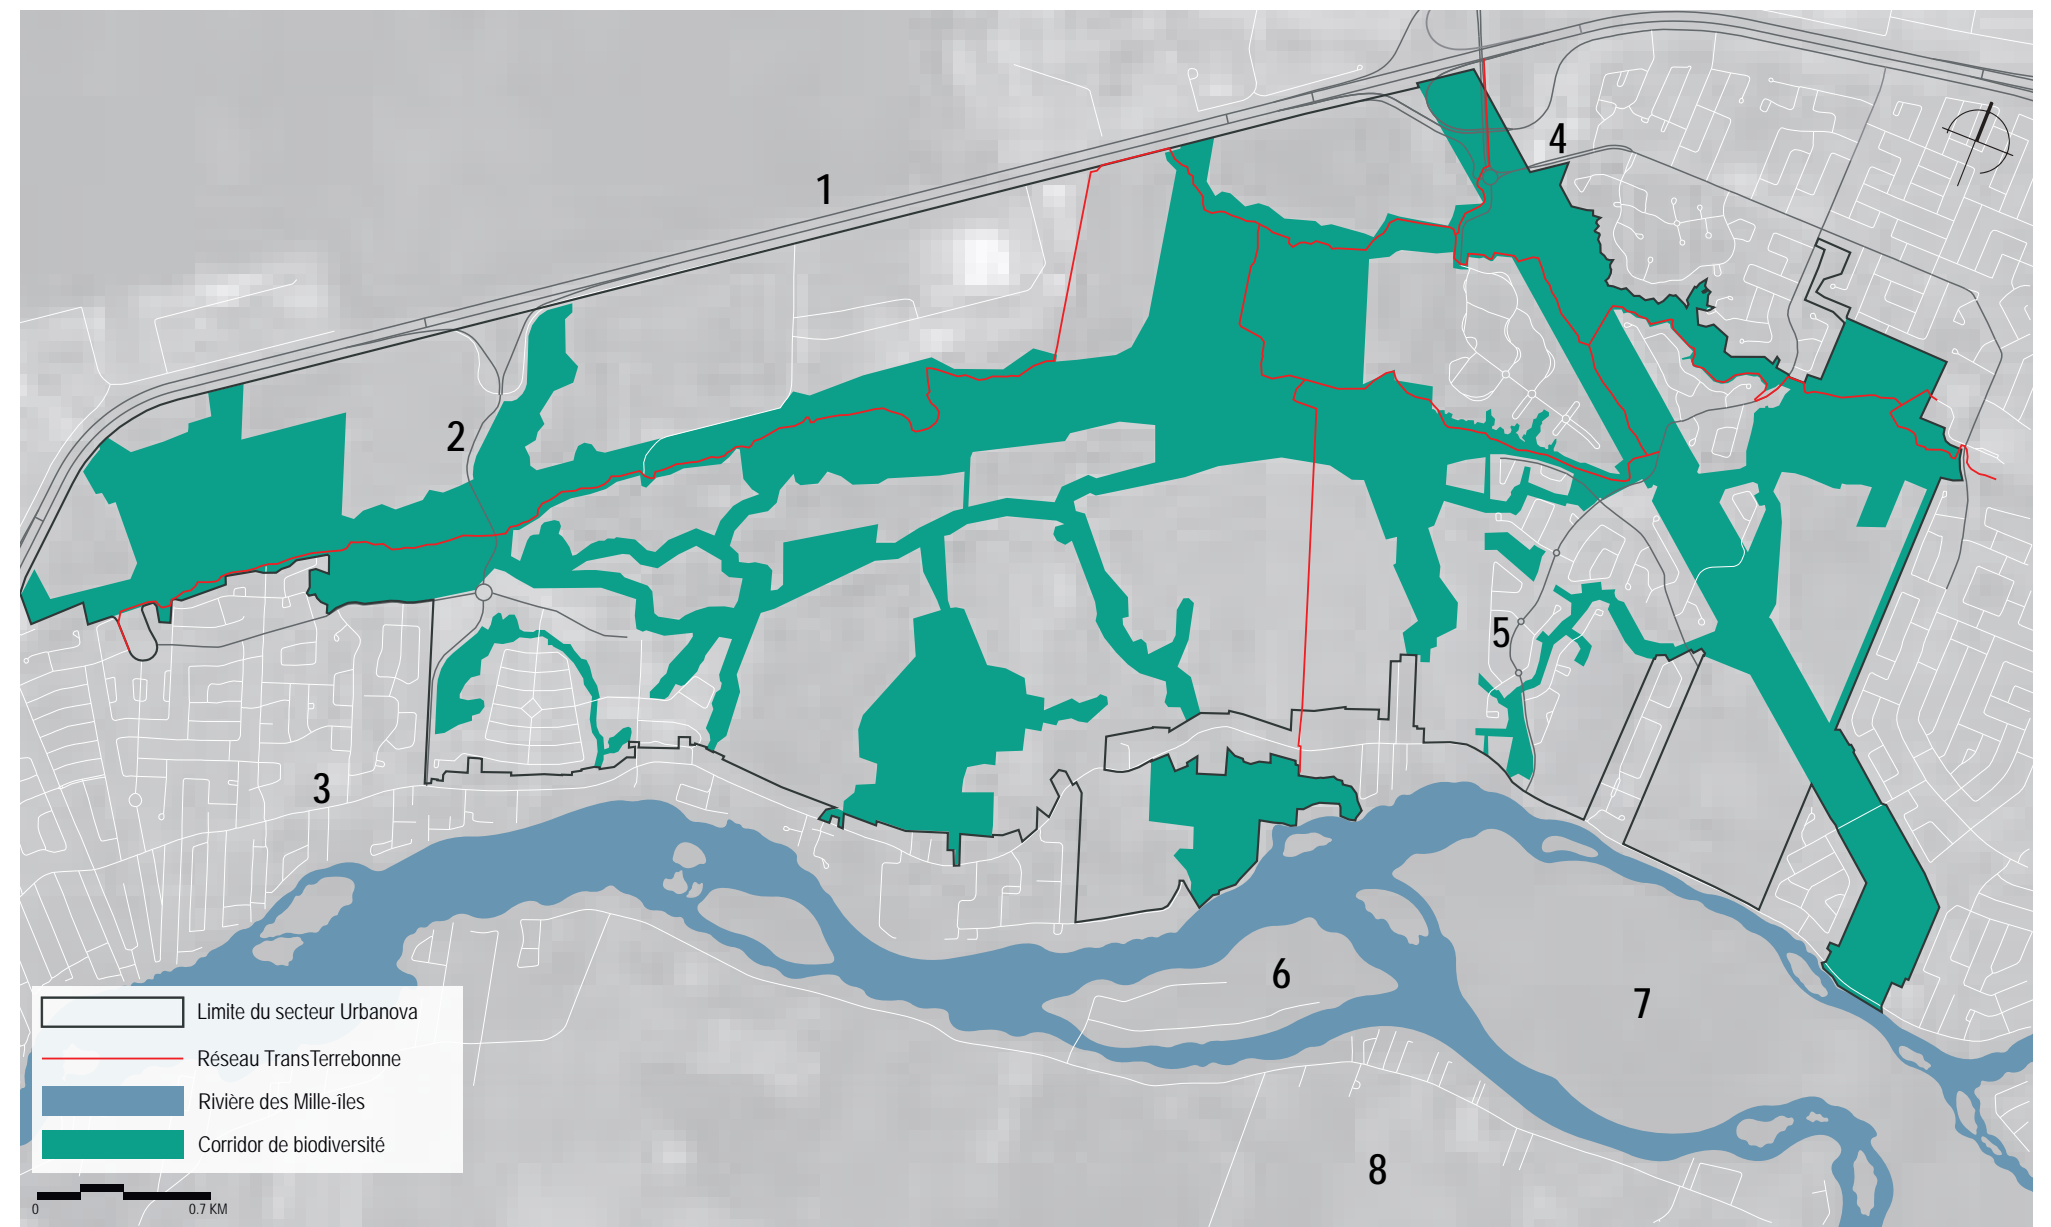 4
1
2
5
3
6
7
8
Limite du secteur Urbanova
Réseau TransTerrebonne
Rivière des Mille-îles
Corridor de biodiversité
0 0.7 KM